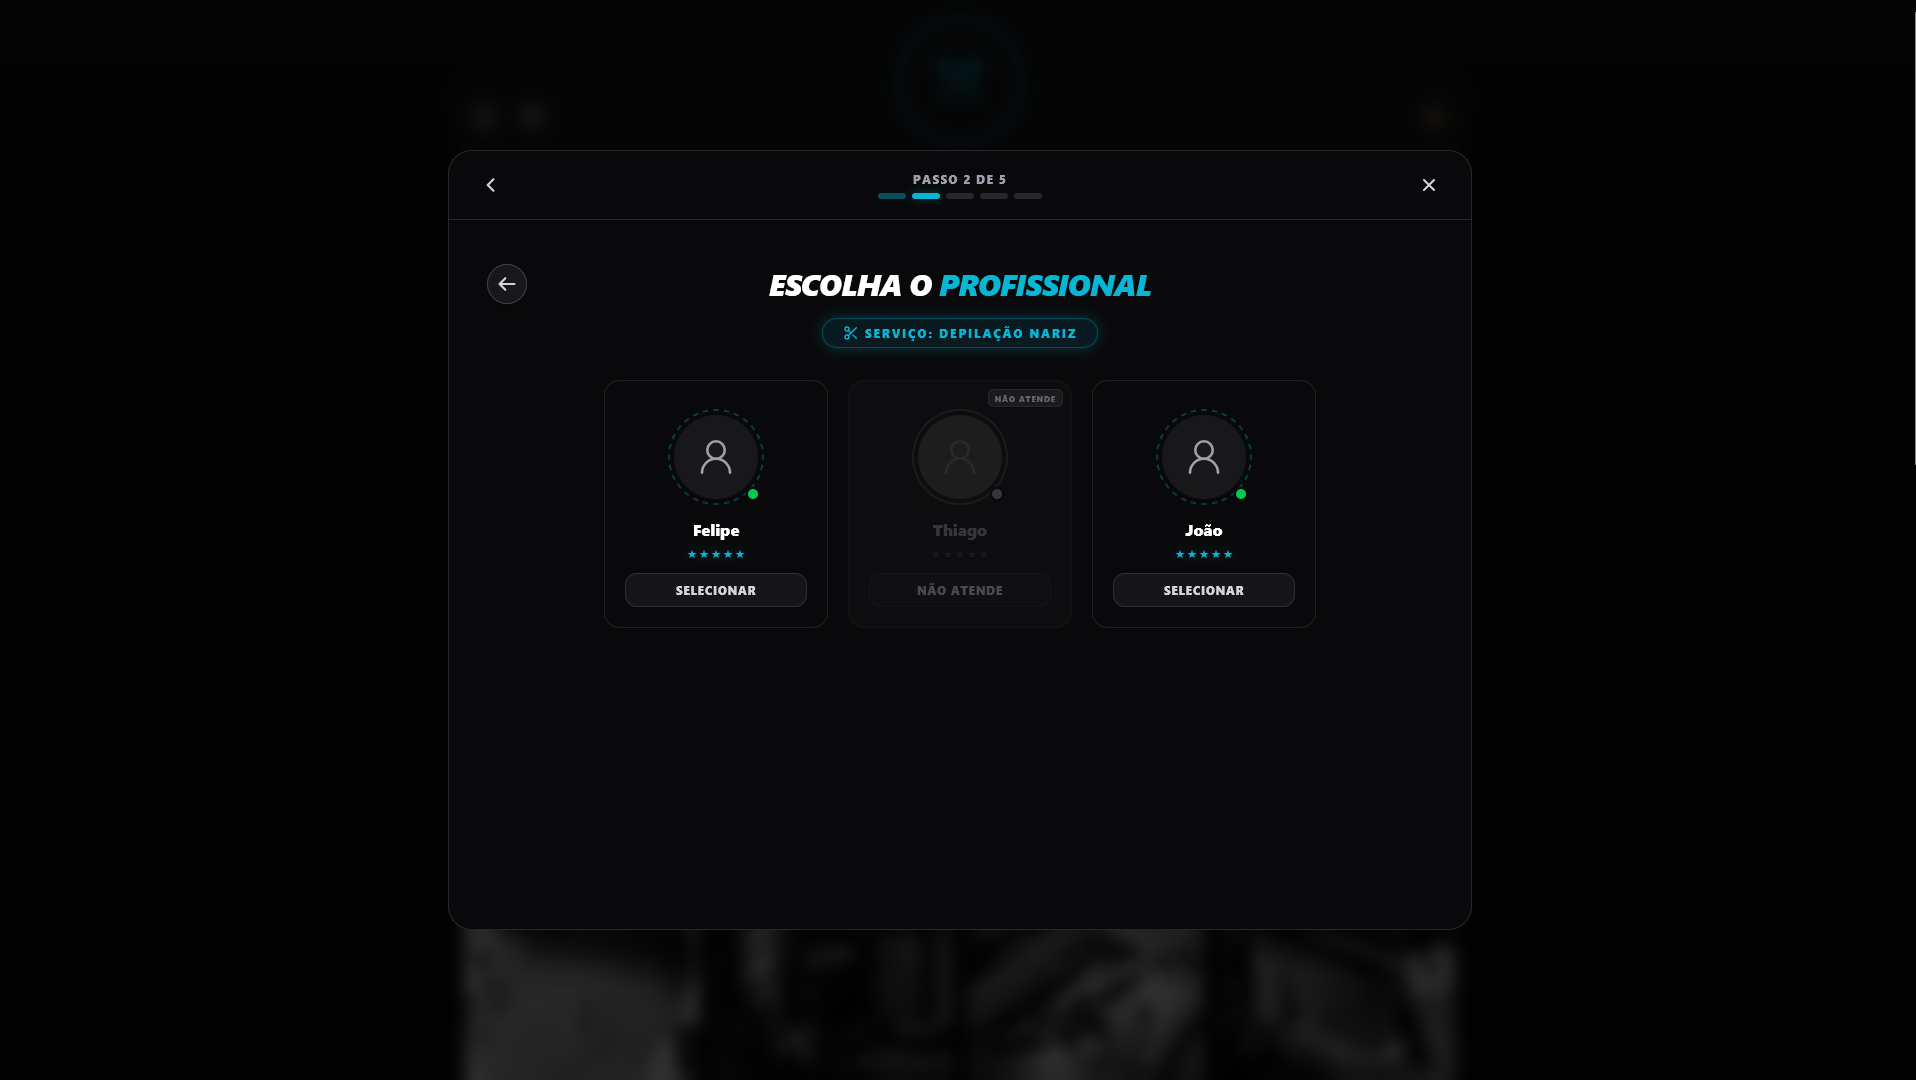 PASSO 2 DE 5
ESCOLHA O PROFISSIONAL
SERVIÇO: DEPILAÇÃO NARIZ
Felipe
★★★★★
SELECIONAR
NÃO ATENDE
Thiago
★★★★★
NÃO ATENDE
João
★★★★★
SELECIONAR